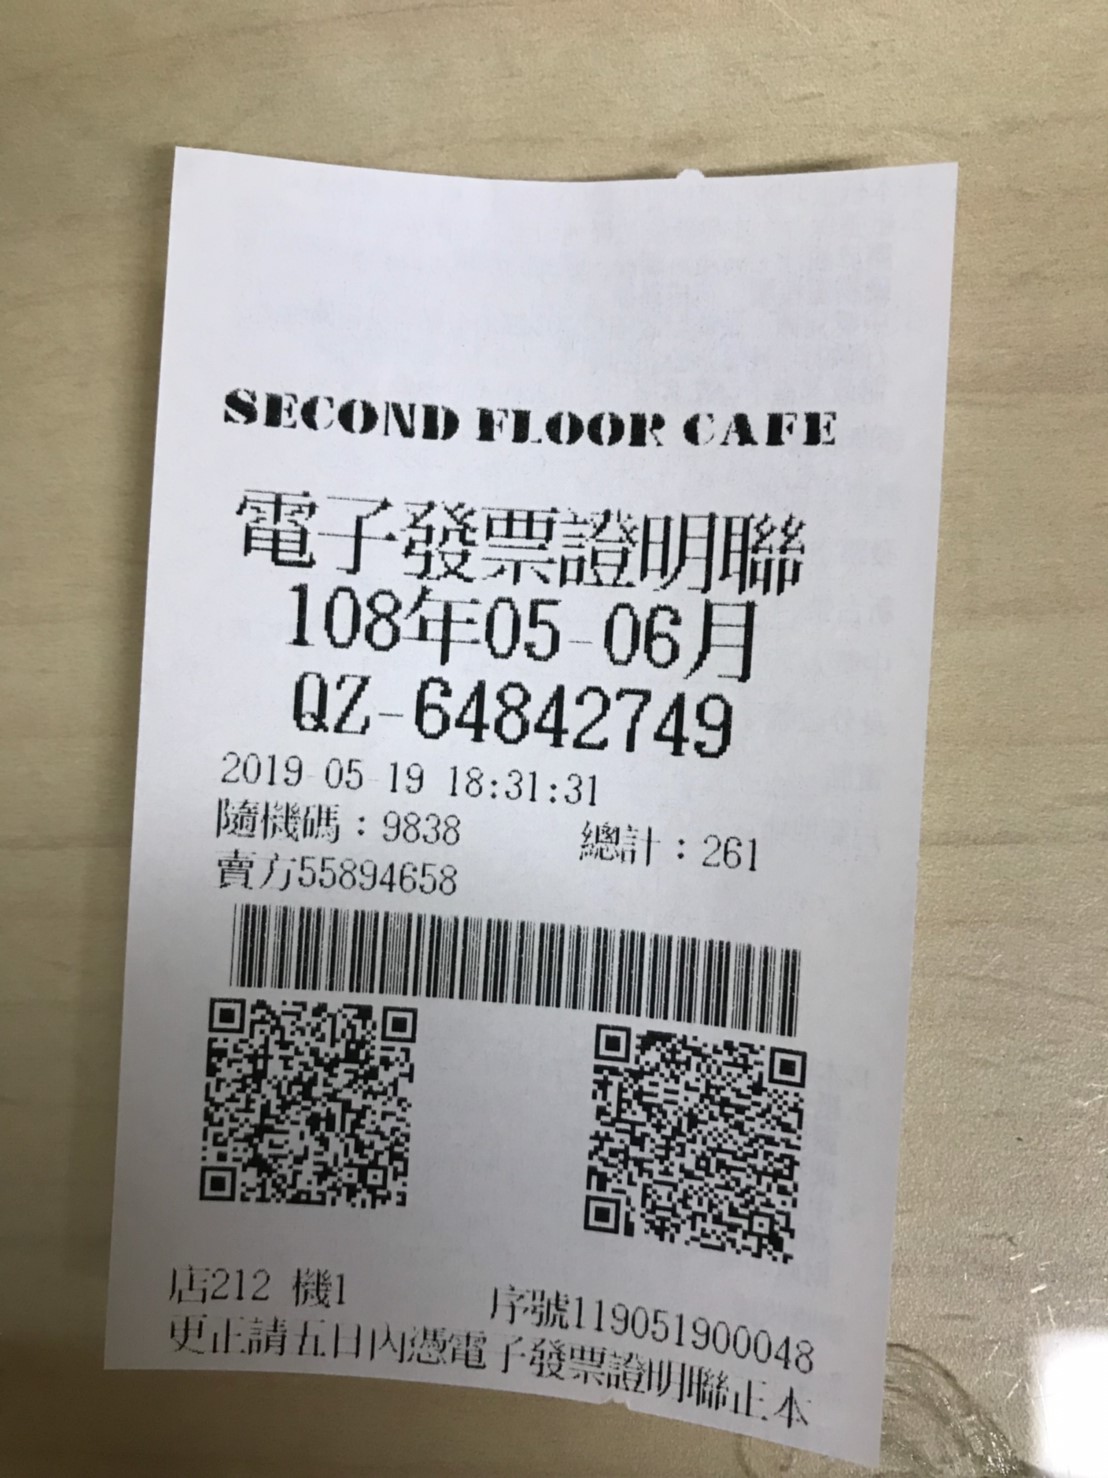 SECOND FLOOR CAFE
電子發票證明聯
108年05-06月
QZ-64842749
2019-05-19 18:31:31
隨機碼：9838 總計：261
賣方55894658
店212 機1 序號119051900048
更正請五日內憑電子發票證明聯正本